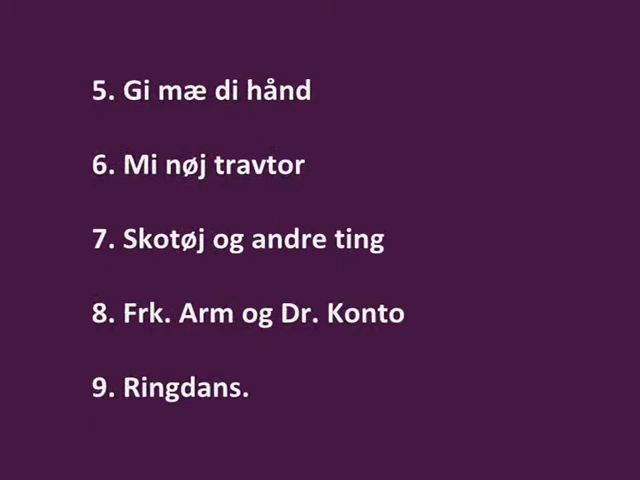 5. Gi mæ di hånd
6. Mi nøj travtor
7. Skotøj og andre ting
8. Frk. Arm og Dr. Konto
9. Ringdans.